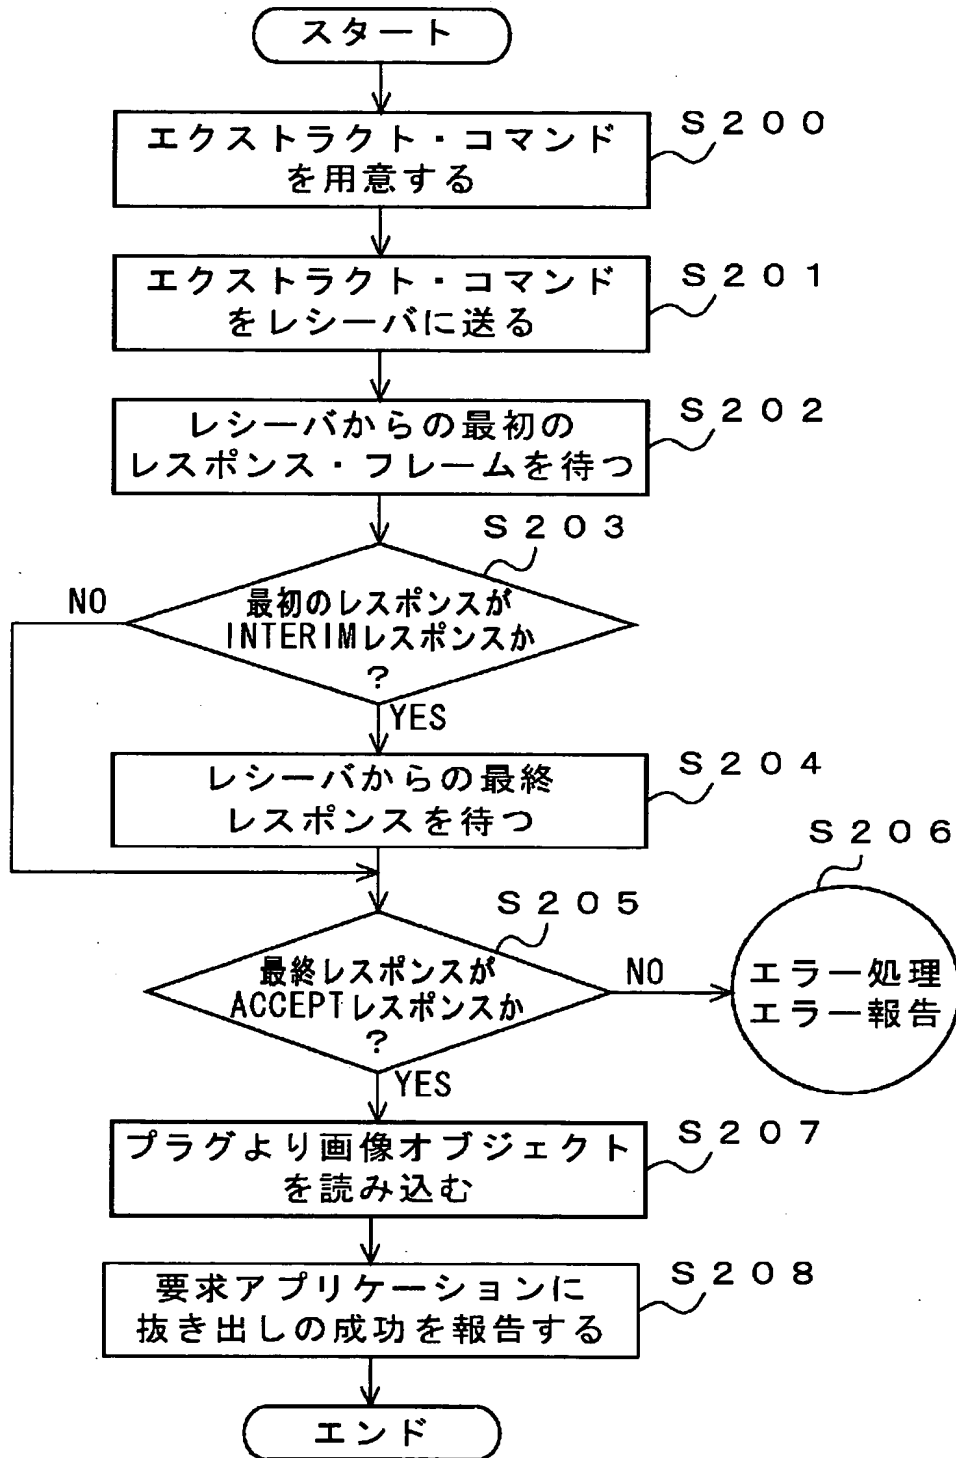 スタート
S200
エクストラクト・コマンド
を用意する
S201
エクストラクト・コマンド
をレシーバに送る
S202
レシーバからの最初の
レスポンス・フレームを待つ
S203
NO
最初のレスポンスが
INTERIMレスポンスか
?
YES
S204
レシーバからの最終
レスポンスを待つ
S205
S206
最終レスポンスが
ACCEPTレスポンスか
?
NO
エラー処理
エラー報告
YES
S207
プラグより画像オブジェクト
を読み込む
S208
要求アプリケーションに
抜き出しの成功を報告する
エンド